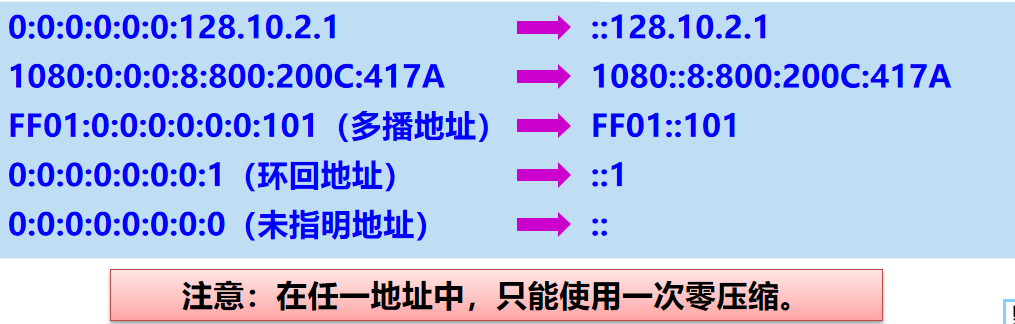 0:0:0:0:0:0:128.10.2.1 ::128.10.2.1
1080:0:0:0:8:800:200C:417A 1080::8:800:200C:417A
FF01:0:0:0:0:0:0:101（多播地址） FF01::101
0:0:0:0:0:0:0:1（环回地址） ::1
0:0:0:0:0:0:0:0（未指明地址） ::
注意：在任一地址中，只能使用一次零压缩。